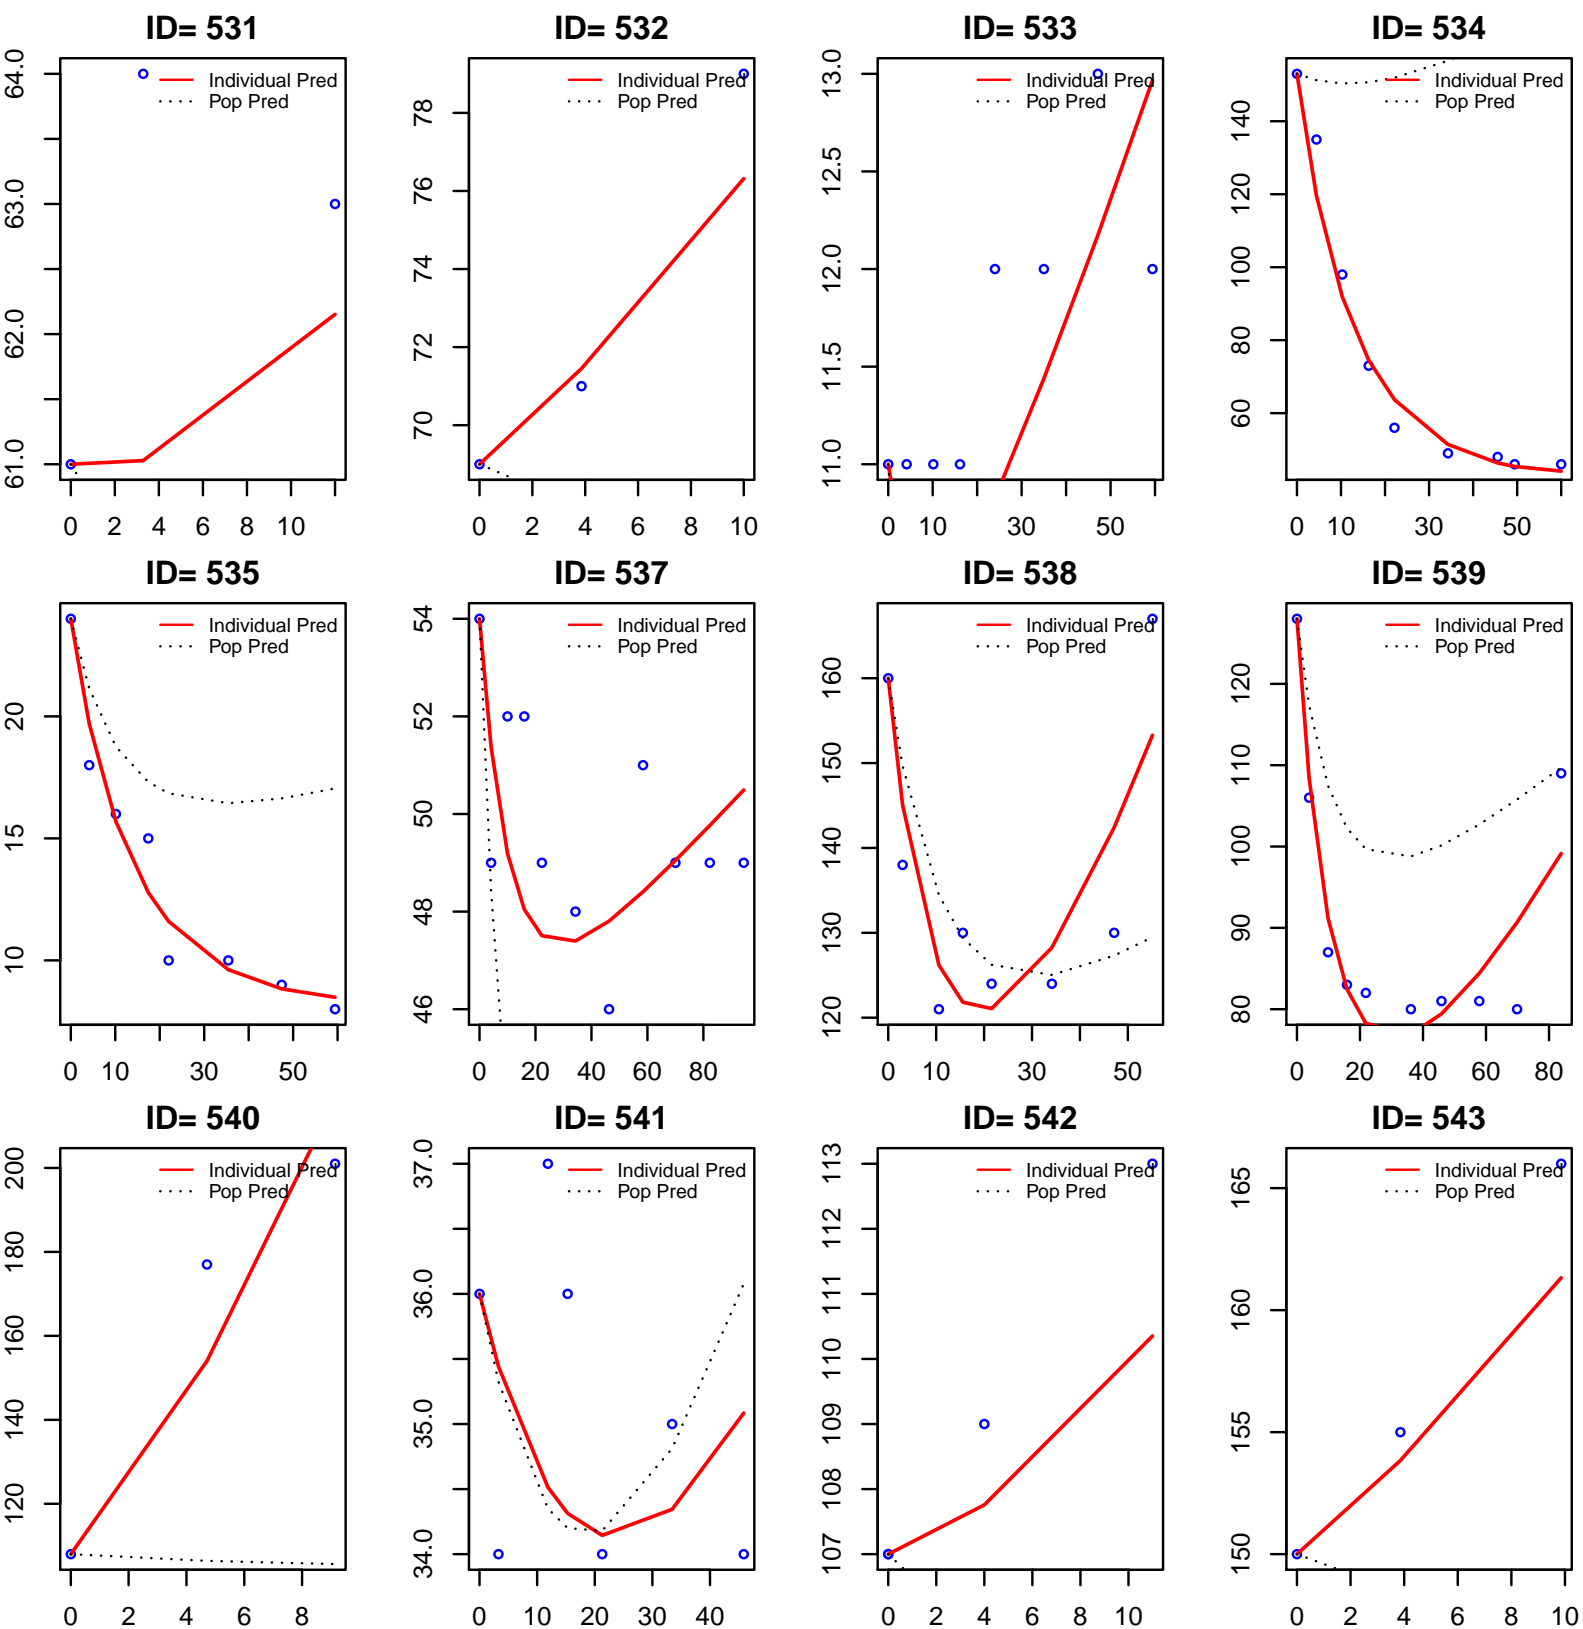 ID= 531
64.0
63.0
62.0
61.0
Individual Pred
Pop Pred
0 2 4 6 8 10
ID= 532
78
76
74
72
70
Individual Pred
Pop Pred
0 2 4 6 8 10
ID= 533
13.0
12.5
12.0
11.5
11.0
Individual Pred
Pop Pred
0 10 30 50
ID= 534
140
120
100
80
60
Individual Pred
Pop Pred
0 10 30 50
ID= 535
20
15
10
Individual Pred
Pop Pred
0 10 30 50
ID= 537
54
52
50
48
46
Individual Pred
Pop Pred
0 20 40 60 80
ID= 538
160
150
140
130
120
Individual Pred
Pop Pred
0 10 30 50
ID= 539
120
110
100
90
80
Individual Pred
Pop Pred
0 20 40 60 80
ID= 540
200
180
160
140
120
Individual Pred
Pop Pred
0 2 4 6 8
ID= 541
37.0
36.0
35.0
34.0
Individual Pred
Pop Pred
0 10 20 30 40
ID= 542
113
112
111
110
109
108
107
Individual Pred
Pop Pred
0 2 4 6 8 10
ID= 543
165
160
155
150
Individual Pred
Pop Pred
0 2 4 6 8 10